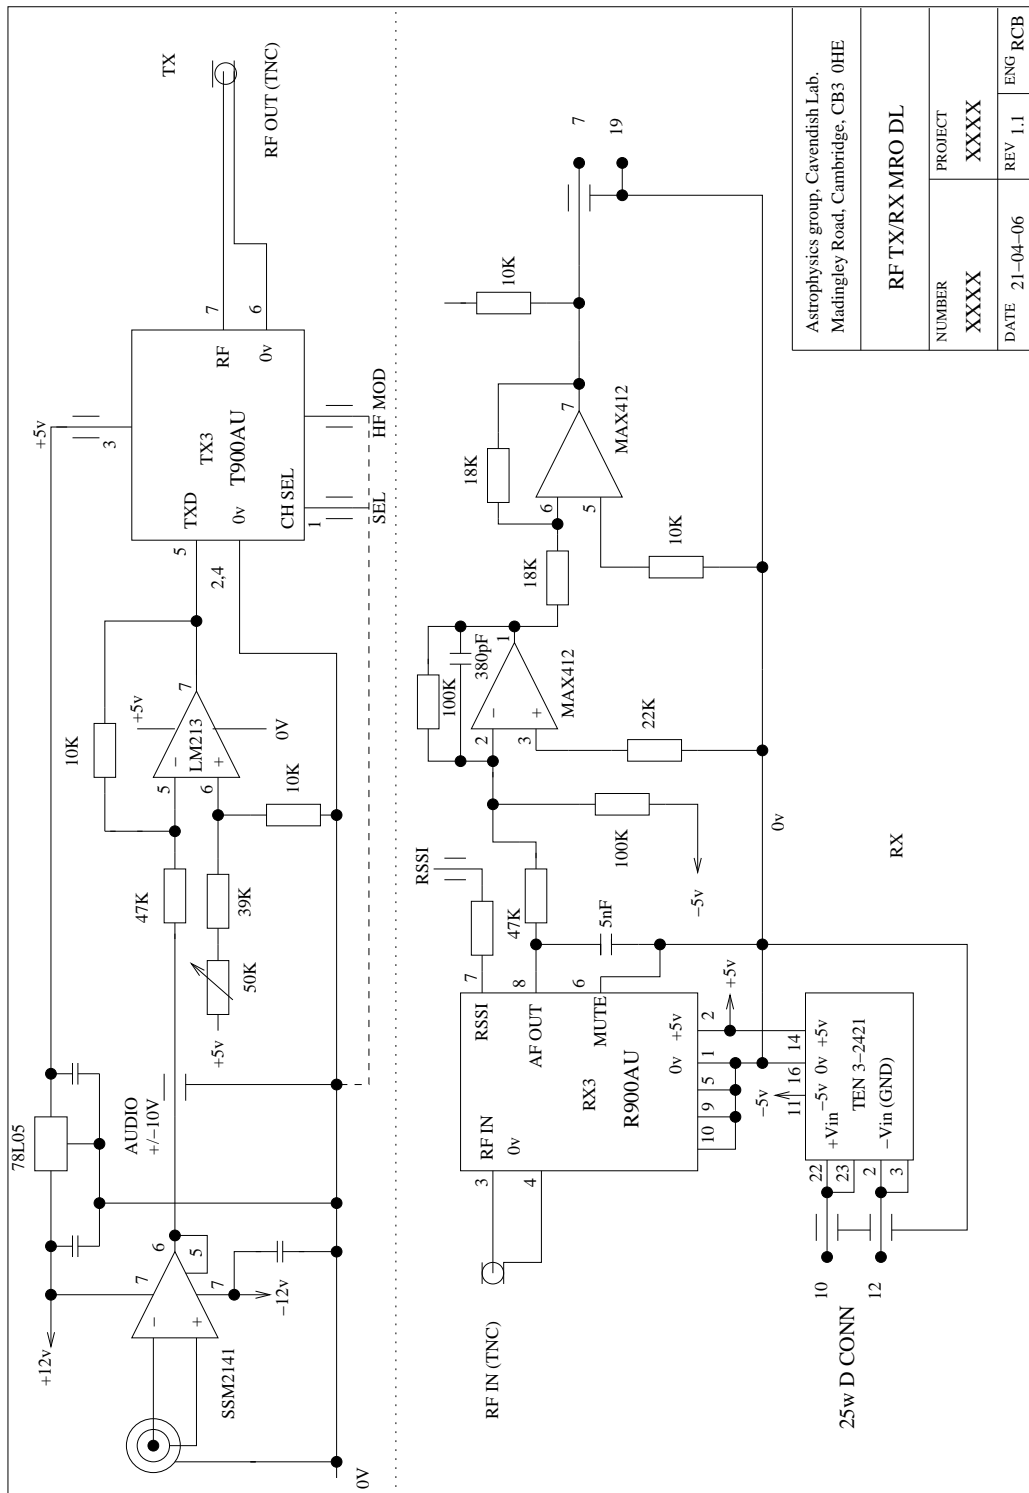 TX
RF OUT (TNC)
+5v
3
TX3
T900AU
TXD
0v
CH SEL
RF
0v
7
6
5
2,4
1
SEL
HF MOD
10K
+5v
LM213
0V
7
5
6
−
+
10K
47K
39K
50K
+5v
AUDIO
+/−10V
78L05
+12v
7
6
5
7
−
+
−12v
SSM2141
0V
RF IN (TNC)
3
4
RF IN
0v
RX3
R900AU
RSSI
AF OUT
MUTE
0v
+5v
7
8
6
10
9
5
1
2
RSSI
47K
5nF
100K
−5v
100K
380pF
2
3
−
+
1
MAX412
22K
18K
18K
6
5
7
MAX412
10K
10K
7
19
0v
RX
+5v
−5v
11
16
14
−5v
0v
+5v
TEN 3−2421
+Vin
−Vin (GND)
22
23
2
3
10
12
25w D CONN
Astrophysics group, Cavendish Lab.
Madingley Road, Cambridge, CB3 0HE
RF TX/RX MRO DL
NUMBER
XXXX
PROJECT
XXXX
DATE 21−04−06
REV 1.1
ENG RCB